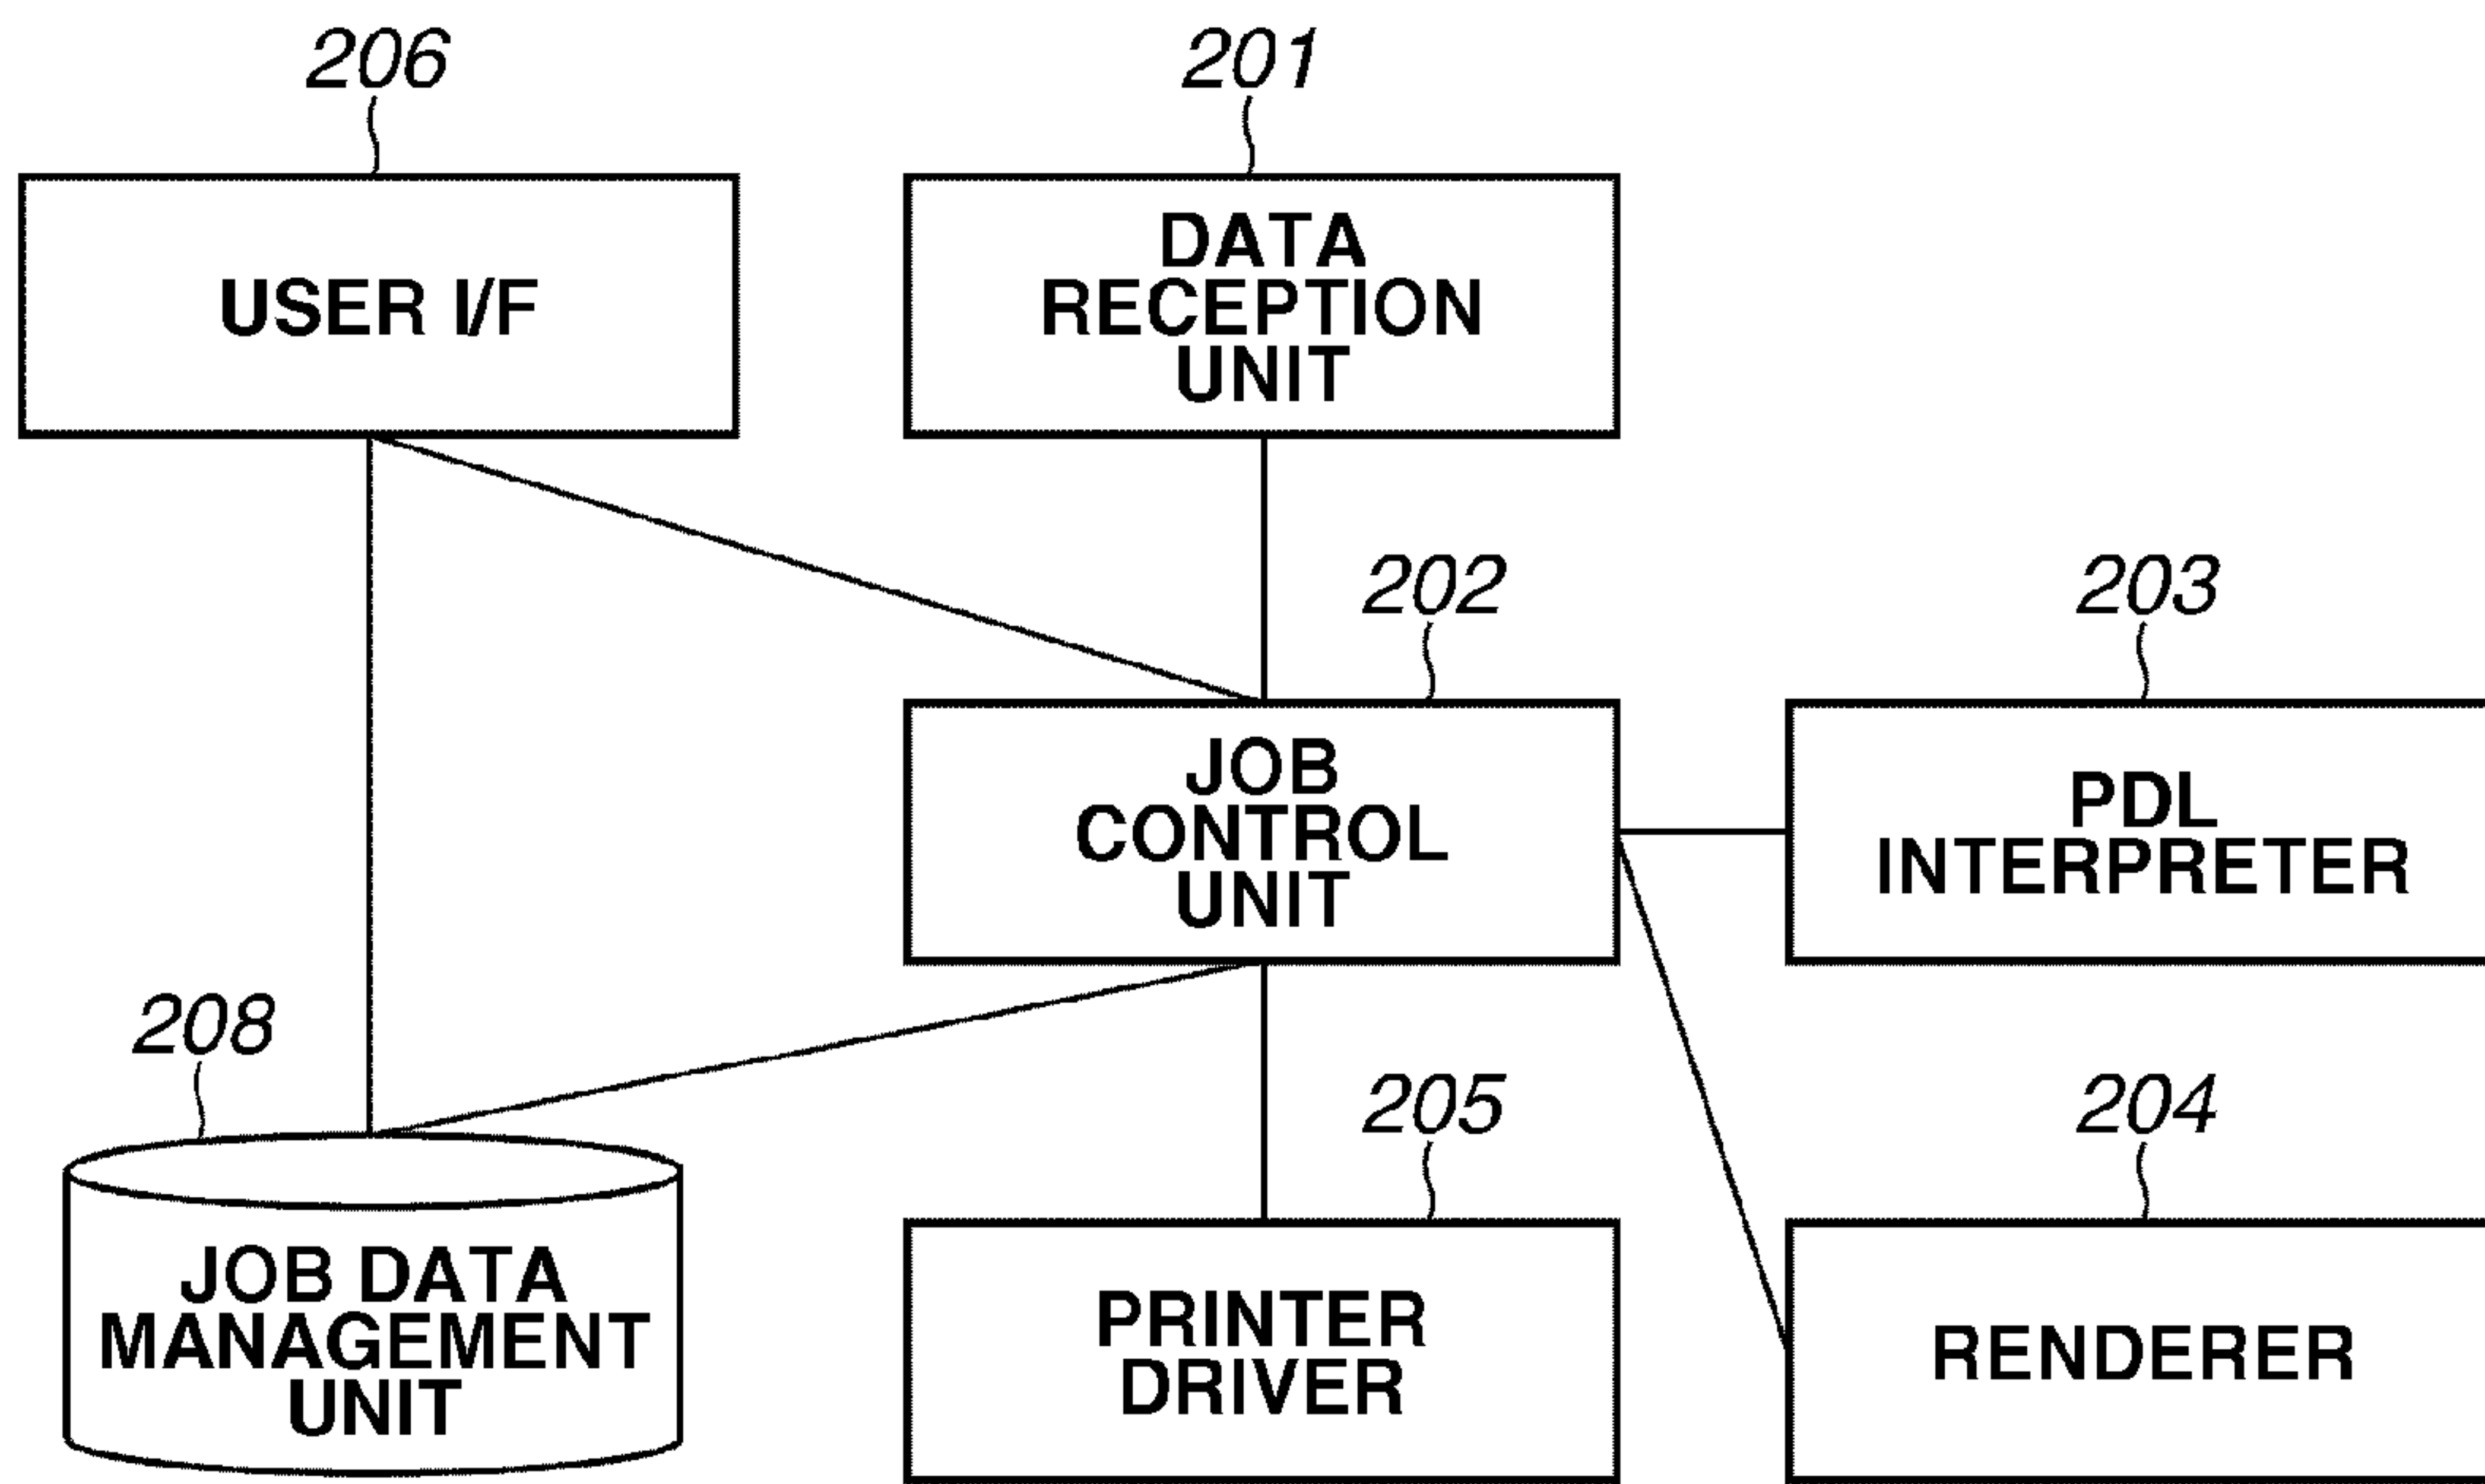 206
201
USER I/F
DATA
RECEPTION
UNIT
202
203
JOB
CONTROL
UNIT
PDL
INTERPRETER
208
205
204
JOB DATA
MANAGEMENT
UNIT
PRINTER
DRIVER
RENDERER